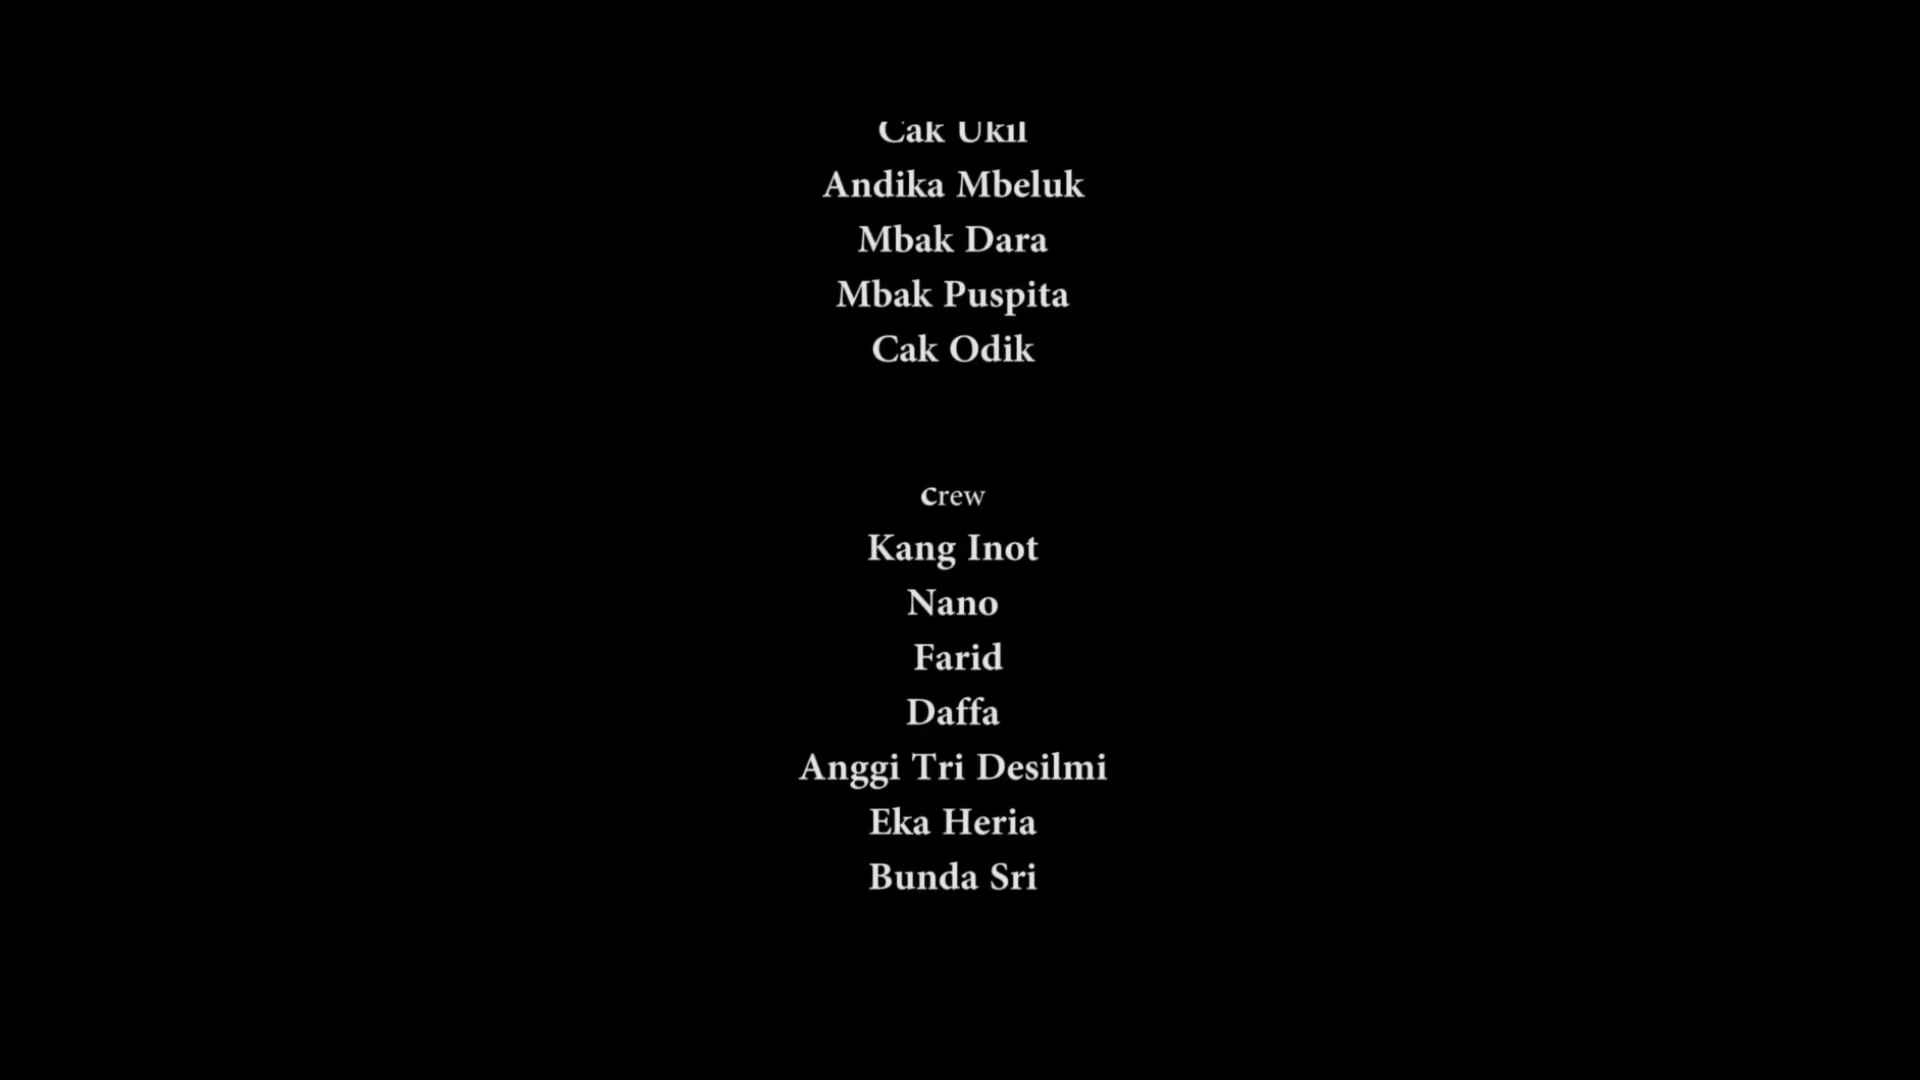 Cak Ukil
Andika Mbeluk
Mbak Dara
Mbak Puspita
Cak Odik
crew
Kang Inot
Nano
Farid
Daffa
Anggi Tri Desilmi
Eka Heria
Bunda Sri